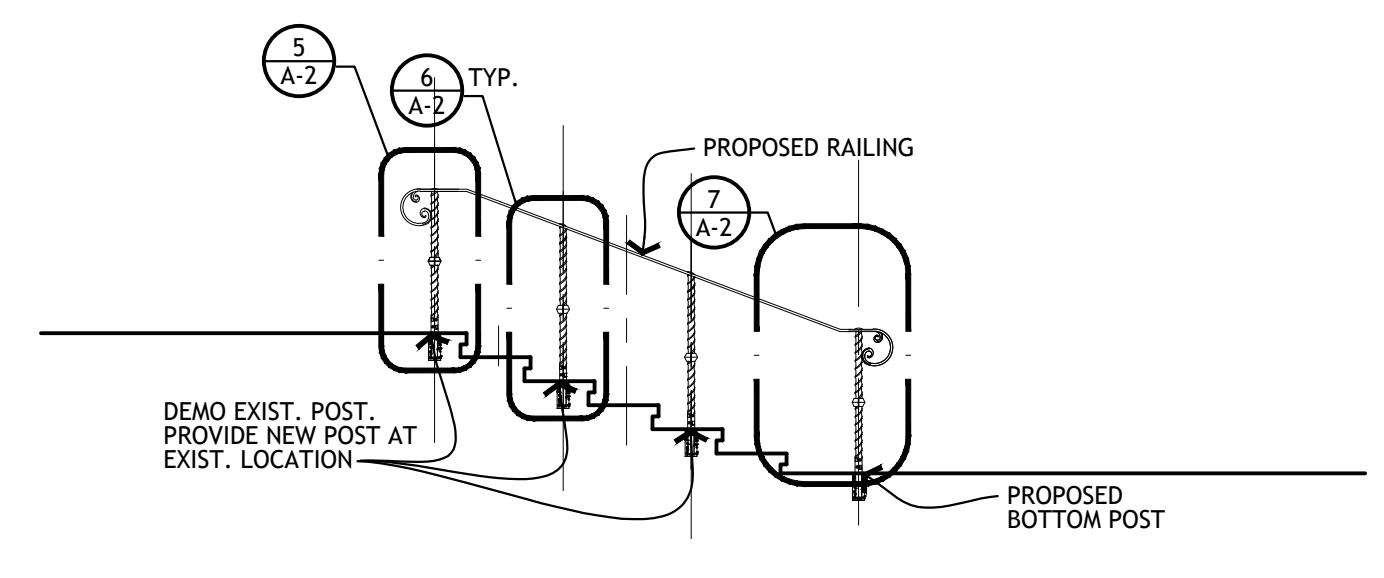 5
A-2
6
A-2
TYP.
PROPOSED RAILING
7
A-2
DEMO EXIST. POST.
PROVIDE NEW POST AT
EXIST. LOCATION
PROPOSED
BOTTOM POST